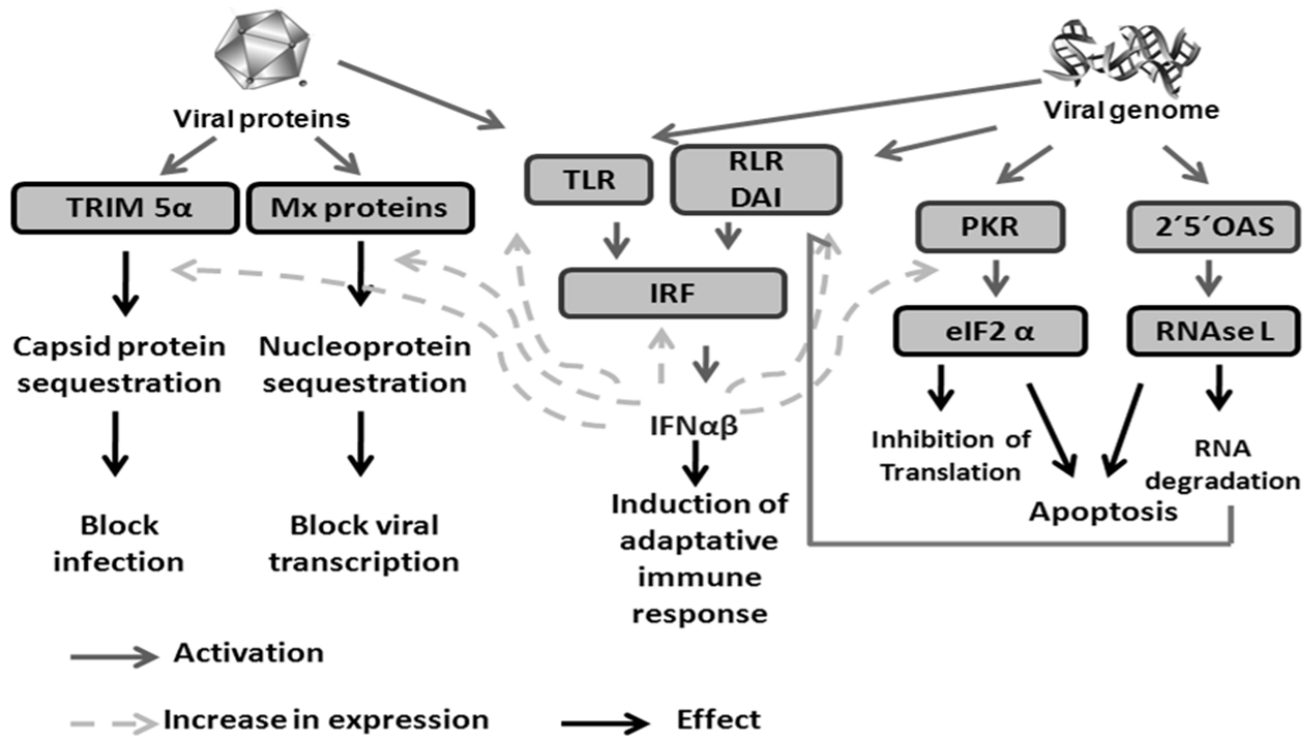 Viral proteins
Viral genome
TRIM 5α
Mx proteins
TLR
RLR
DAI
PKR
2´5´OAS
IRF
eIF2 α
RNAse L
Capsid protein
sequestration
Nucleoprotein
sequestration
IFNαβ
Inhibition of
Translation
RNA
degradation
Apoptosis
Block
infection
Block viral
transcription
Induction of
adaptative
immune
response
Activation
Increase in expression
Effect